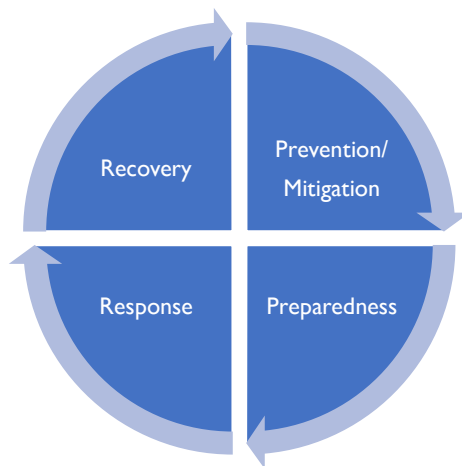 Recovery
Prevention/
Mitigation
Response
Preparedness